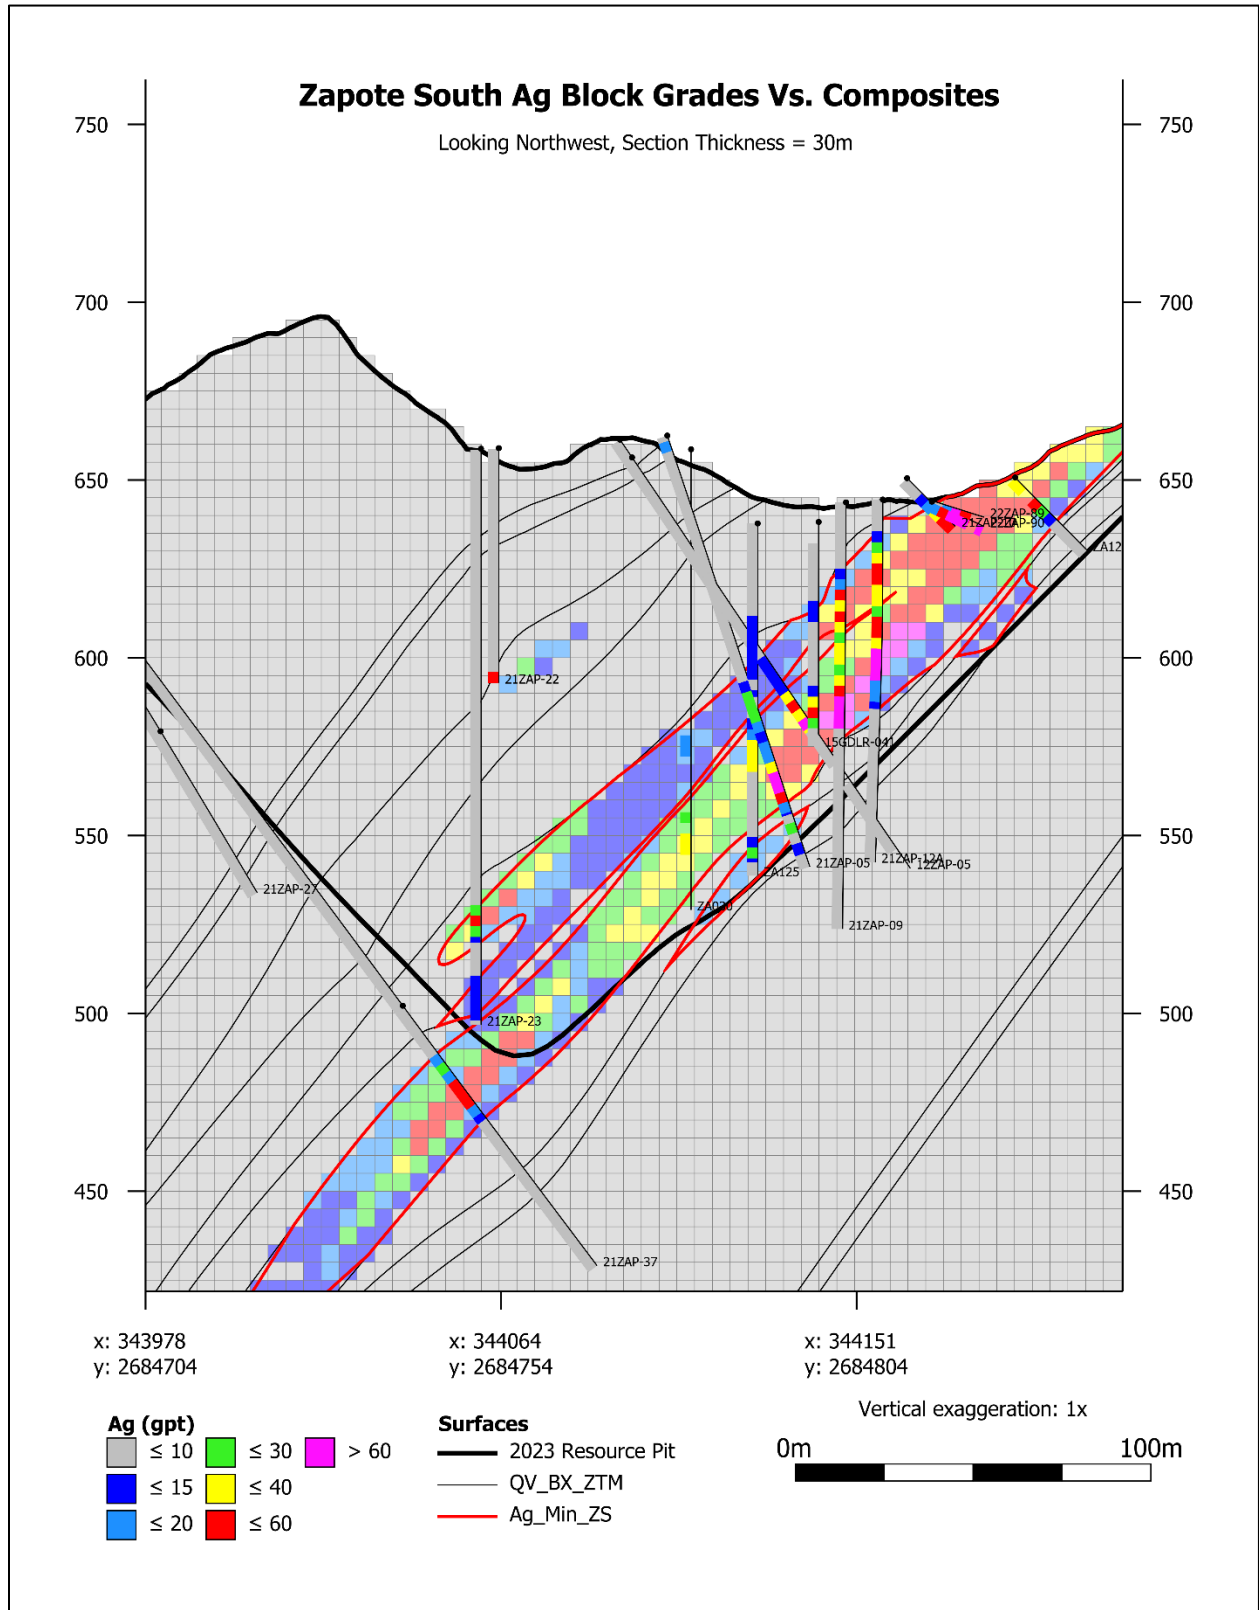 Zapote South Ag Block Grades Vs. Composites
Looking Northwest, Section Thickness = 30m
750
750
700
700
650
650
22ZAP-89
22ZAP-90
ZA12
600
600
21ZAP-22
15GDLR-041
550
550
21ZAP-05
21ZAP-12A
12ZAP-05
ZA125
21ZAP-27
ZA020
21ZAP-09
500
500
21ZAP-23
450
450
21ZAP-37
x: 343978
y: 2684704
x: 344064
y: 2684754
x: 344151
y: 2684804
Vertical exaggeration: 1x
0m
100m
Ag (gpt)
≤ 10
≤ 30
> 60
≤ 15
≤ 40
≤ 20
≤ 60
Surfaces
2023 Resource Pit
QV_BX_ZTM
Ag_Min_ZS